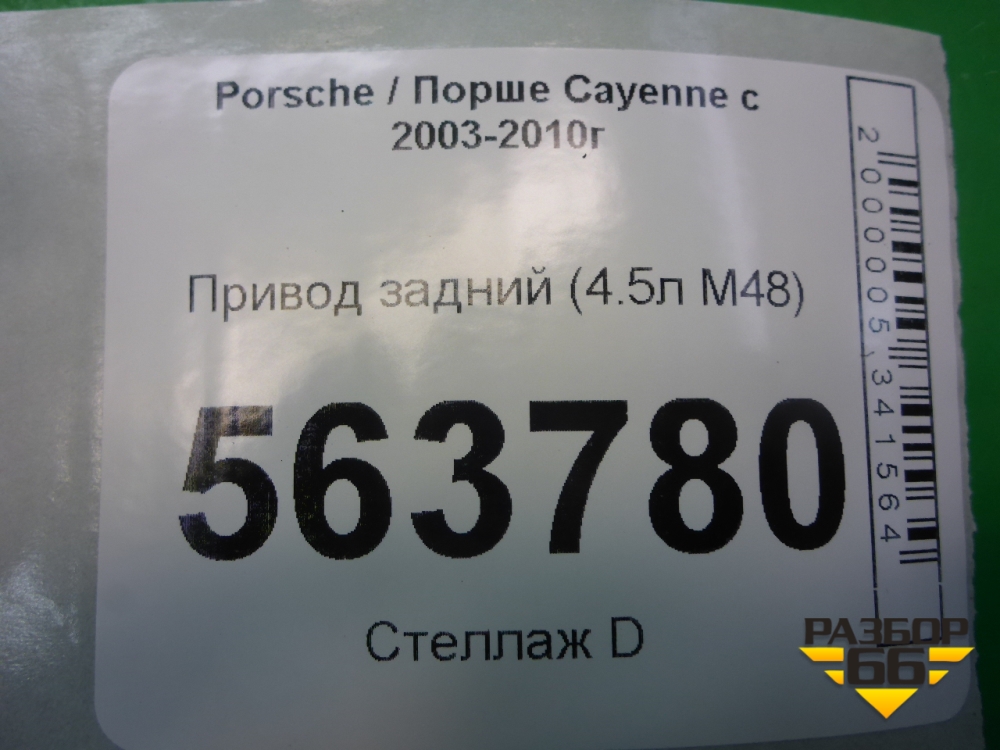 Porsche / Порше Cayenne с
2003-2010г
Привод задний (4.5л М48)
563780
Стеллаж D
2000005341564
РАЗБОР
66